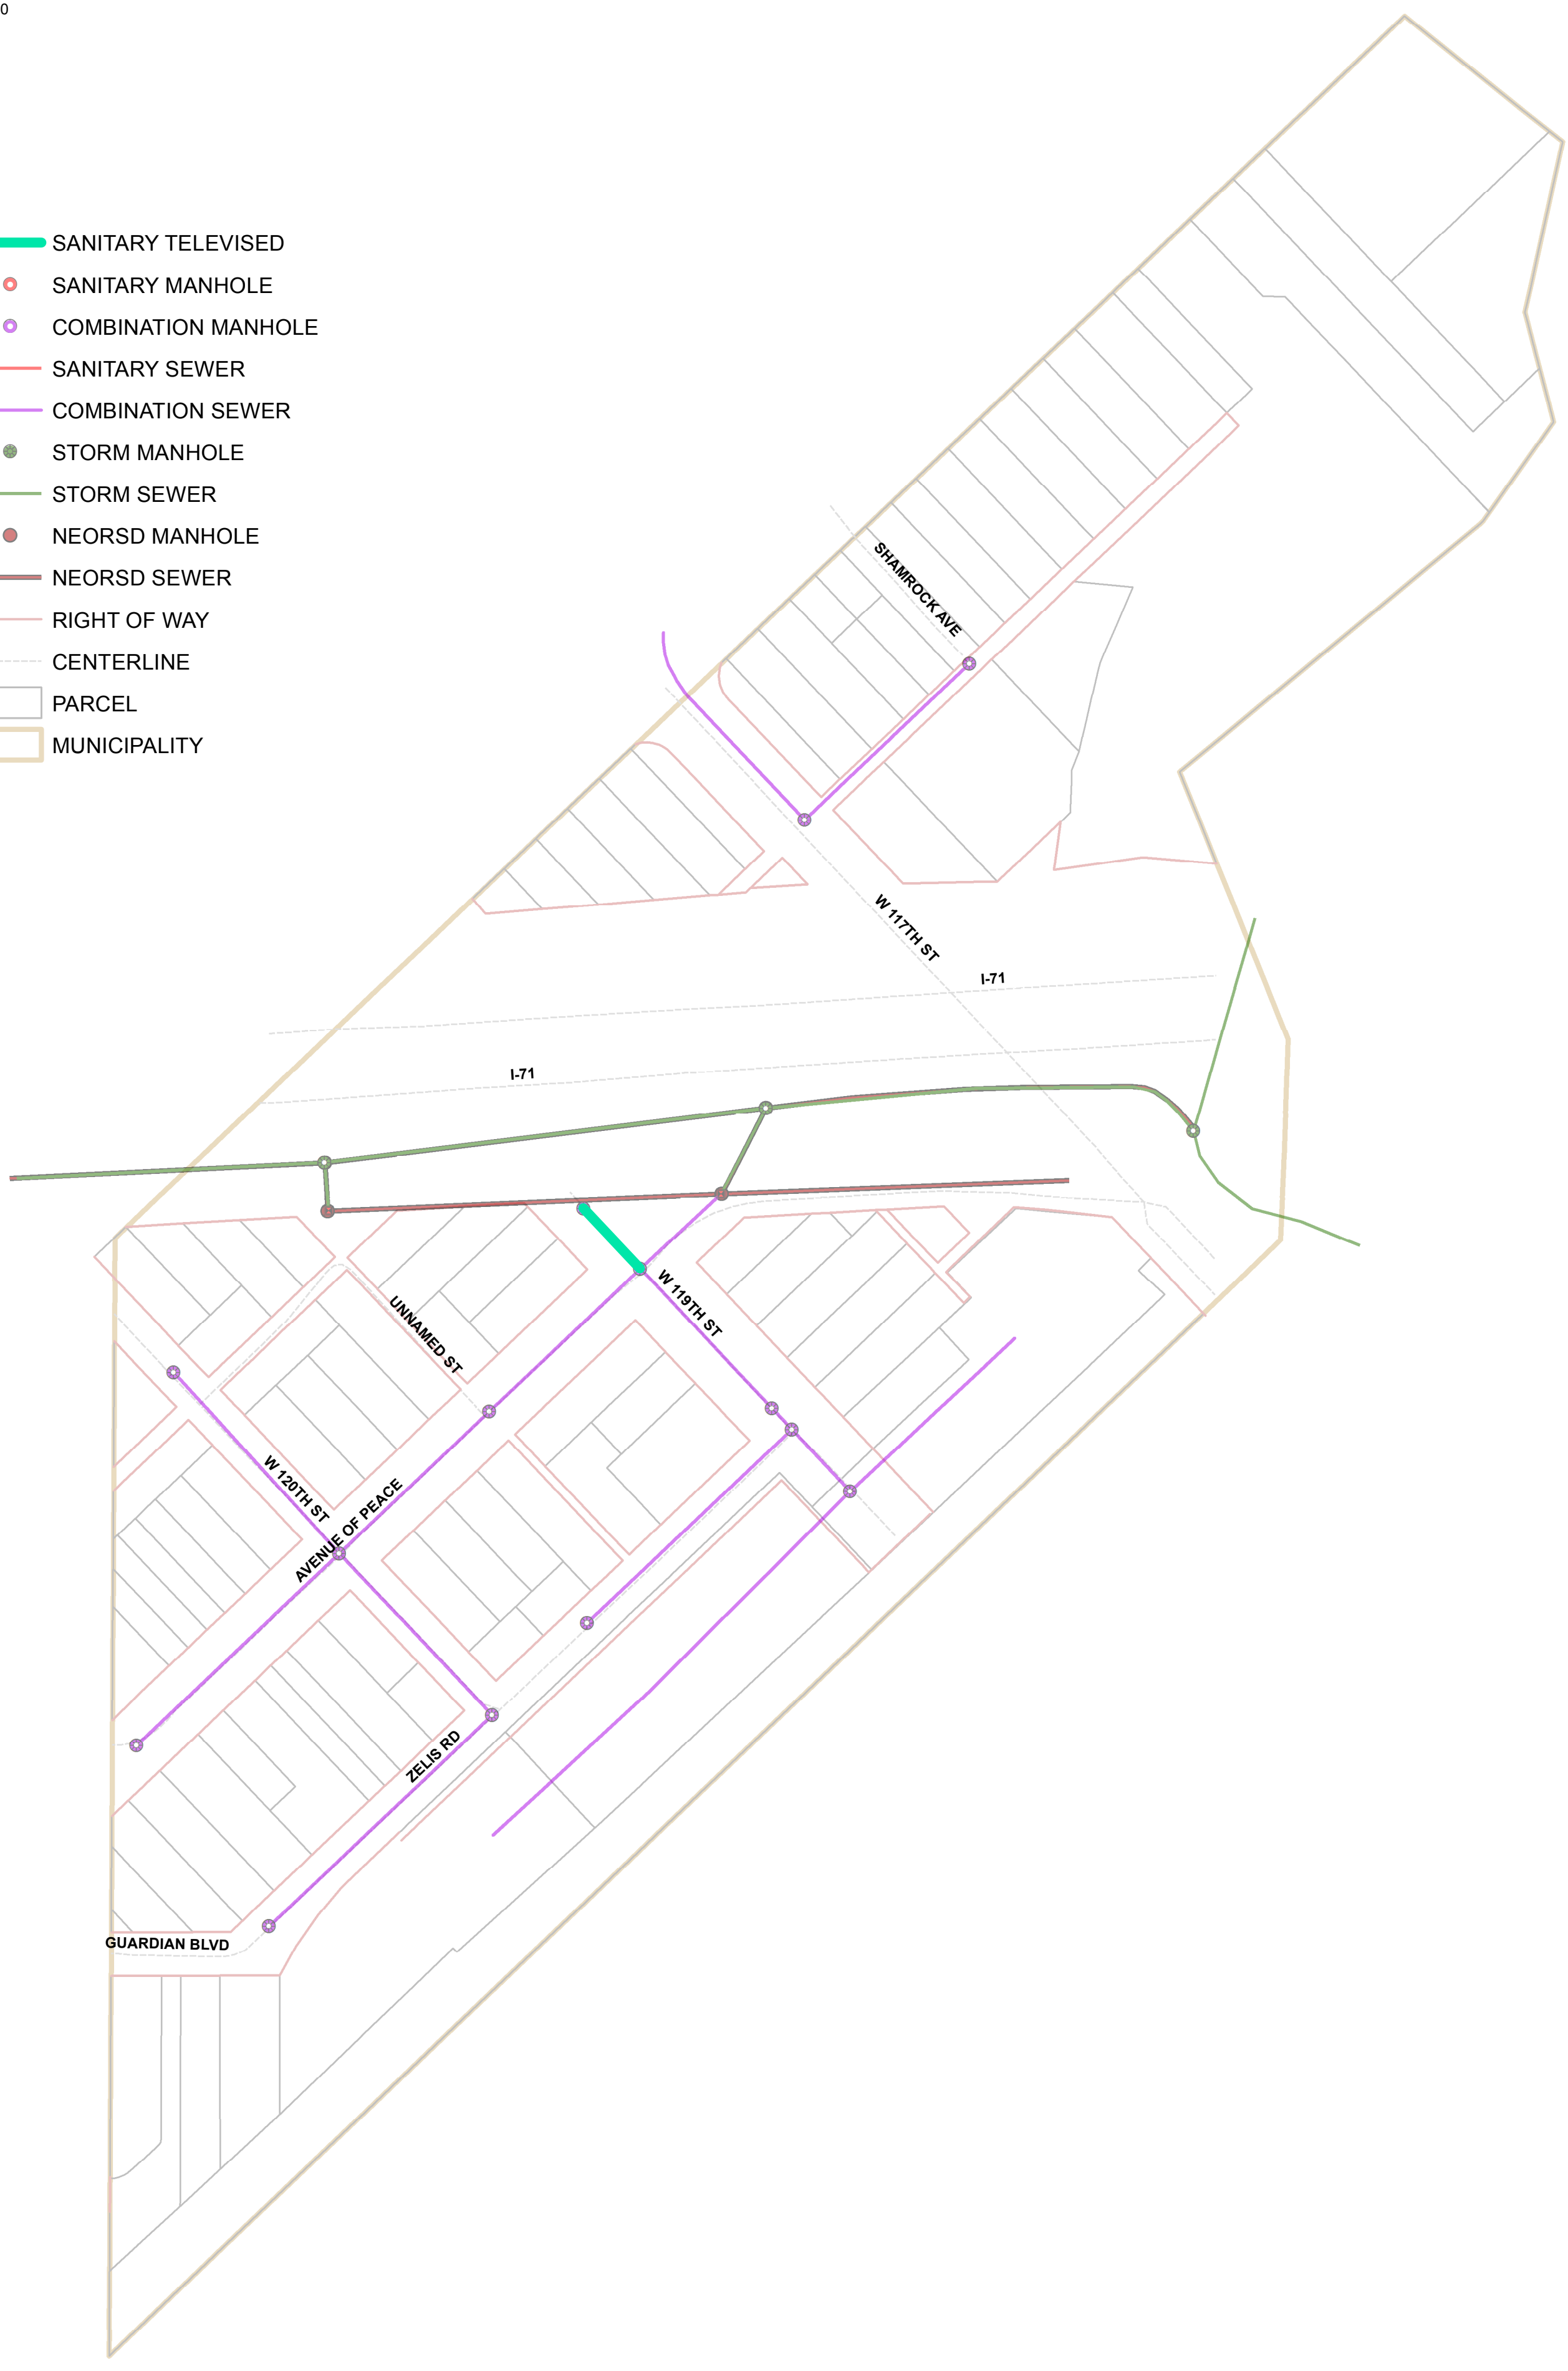 0
SANITARY TELEVISED
SANITARY MANHOLE
COMBINATION MANHOLE
SANITARY SEWER
COMBINATION SEWER
STORM MANHOLE
STORM SEWER
NEORSD MANHOLE
NEORSD SEWER
RIGHT OF WAY
CENTERLINE
PARCEL
MUNICIPALITY
SHAMROCK AVE
W 117TH ST
I-71
I-71
W 119TH ST
UNNAMED ST
W 120TH ST
AVENUE OF PEACE
ZELIS RD
GUARDIAN BLVD